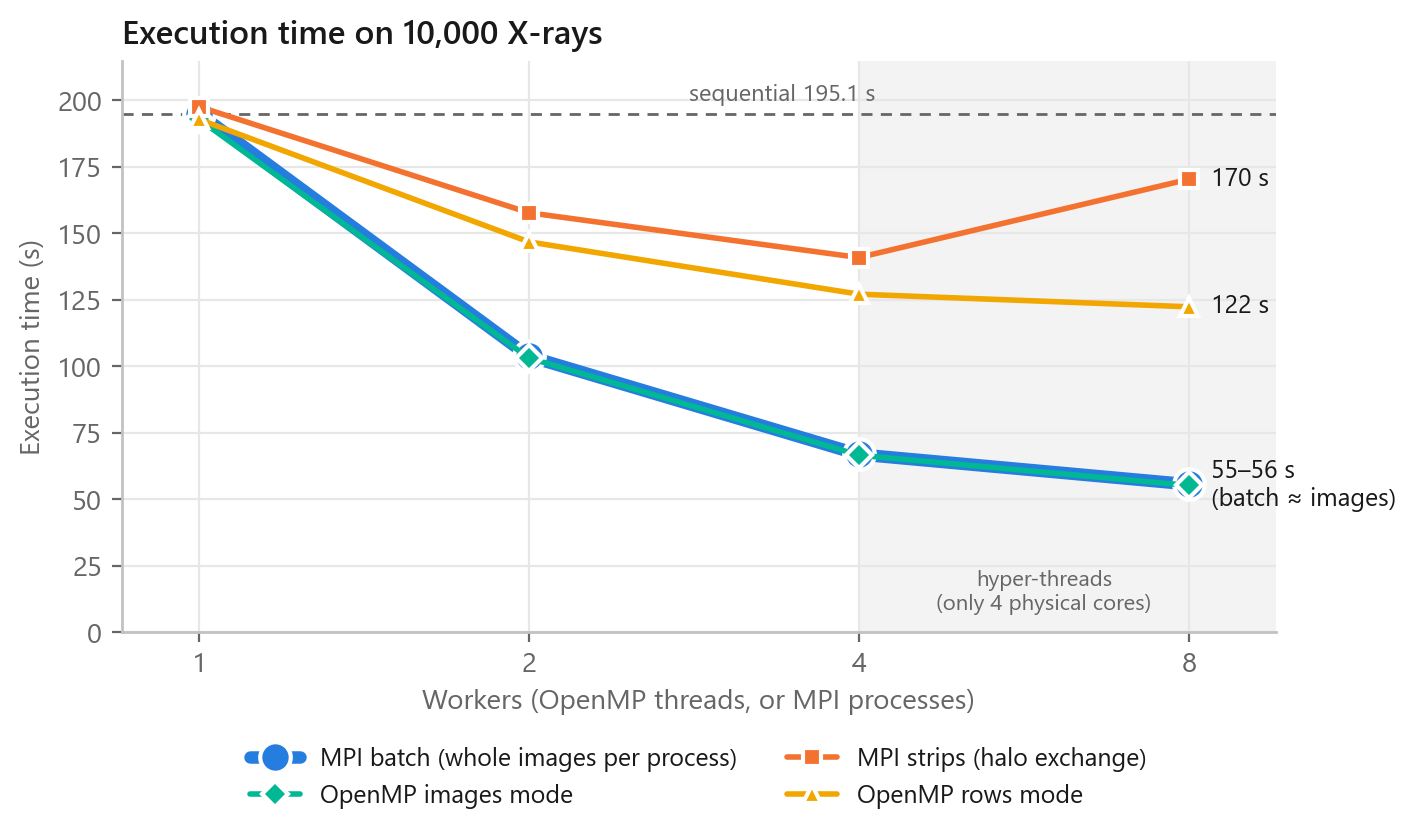 Execution time on 10,000 X-rays
sequential 195.1 s
200
175
150
125
100
75
50
25
0
Execution time (s)
170 s
122 s
55–56 s
(batch ≈ images)
hyper-threads
(only 4 physical cores)
1 2 4 8
Workers (OpenMP threads, or MPI processes)
MPI batch (whole images per process)
OpenMP images mode
MPI strips (halo exchange)
OpenMP rows mode